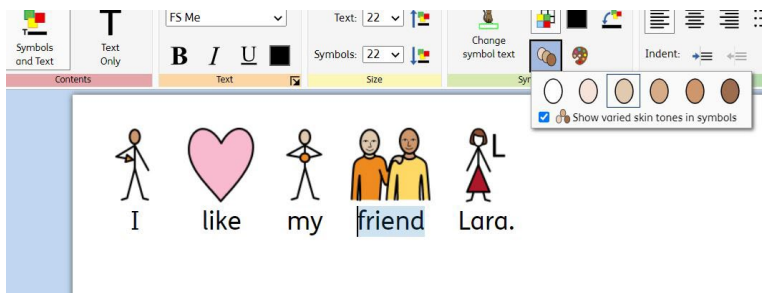 FS Me
Text: 22
Symbols and Text
Text Only
B I U
Symbols: 22
Change symbol text
Indent:
Contents
Text
Size
Show varied skin tones in symbols
L
I like my friend Lara.